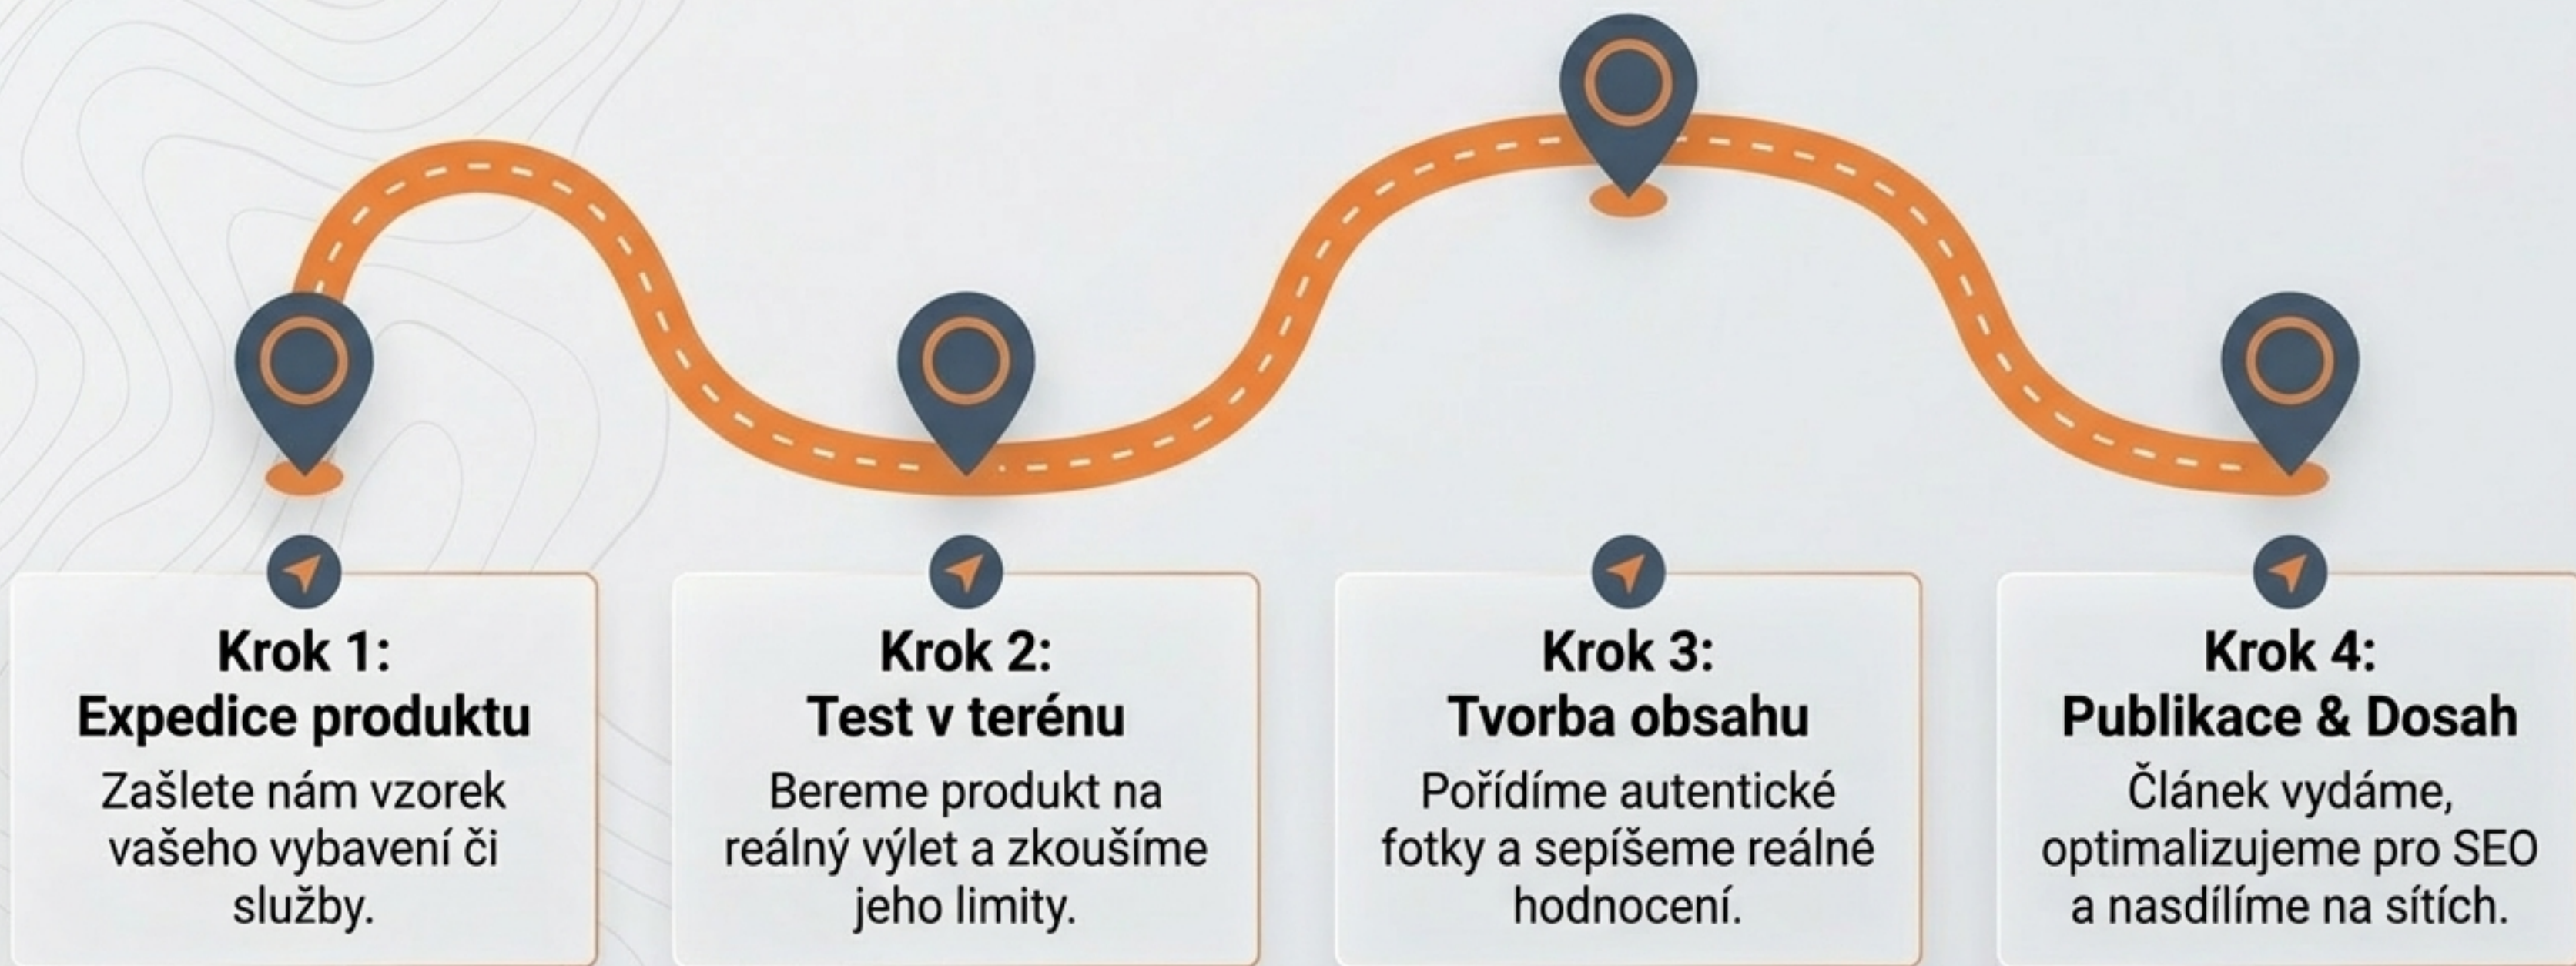 Krok 1:
Expedice produktu
Zašlete nám vzorek
vašeho vybavení či
služby.
Krok 2:
Test v terénu
Bereme produkt na
reálný výlet a zkoušíme
jeho limity.
Krok 3:
Tvorba obsahu
Pořídíme autentické
fotky a sepíšeme reálné
hodnocení.
Krok 4:
Publikace & Dosah
Článek vydáme,
optimalizujeme pro SEO
a nasdílíme na sítích.